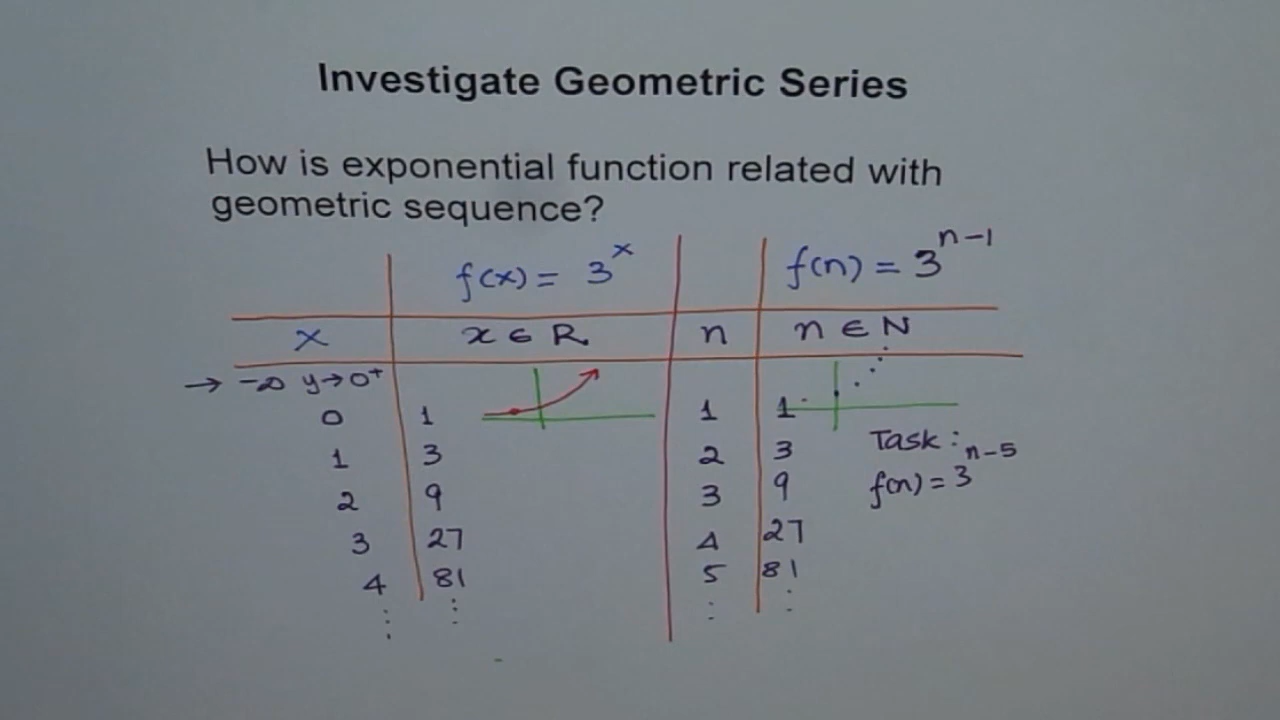 Investigate Geometric Series
How is exponential function related with
geometric sequence?
f(x) = 3^x f(n) = 3^{n-1}
x x ∈ R n n ∈ N
→ -∞ y→0⁺
0 1 1 1
1 3 2 3
2 9 3 9
3 27 4 27
4 81 5 81
⋮ ⋮ ⋮ ⋮
Task :
f(n) = 3^{n-5}